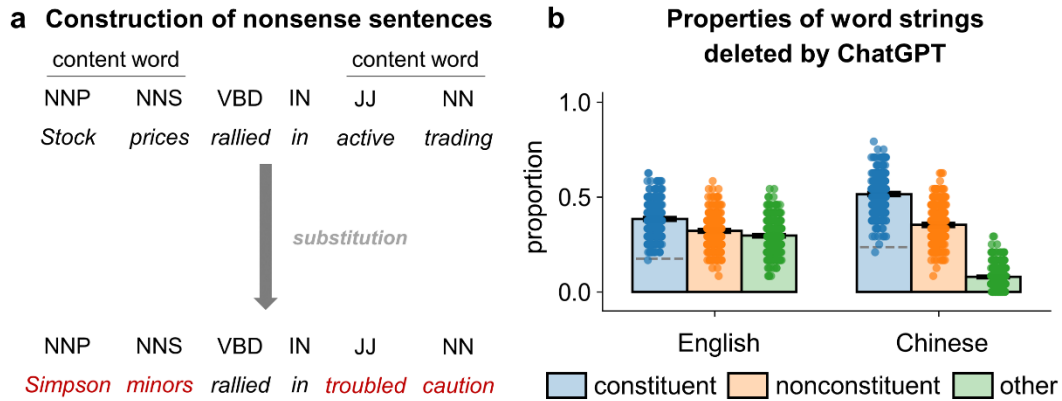 a Construction of nonsense sentences
content word content word
NNP NNS VBD IN JJ NN
Stock prices rallied in active trading
substitution
NNP NNS VBD IN JJ NN
Simpson minors rallied in troubled caution
b Properties of word strings
deleted by ChatGPT
proportion
1.0
0.5
0.0
English Chinese
constituent nonconstituent other